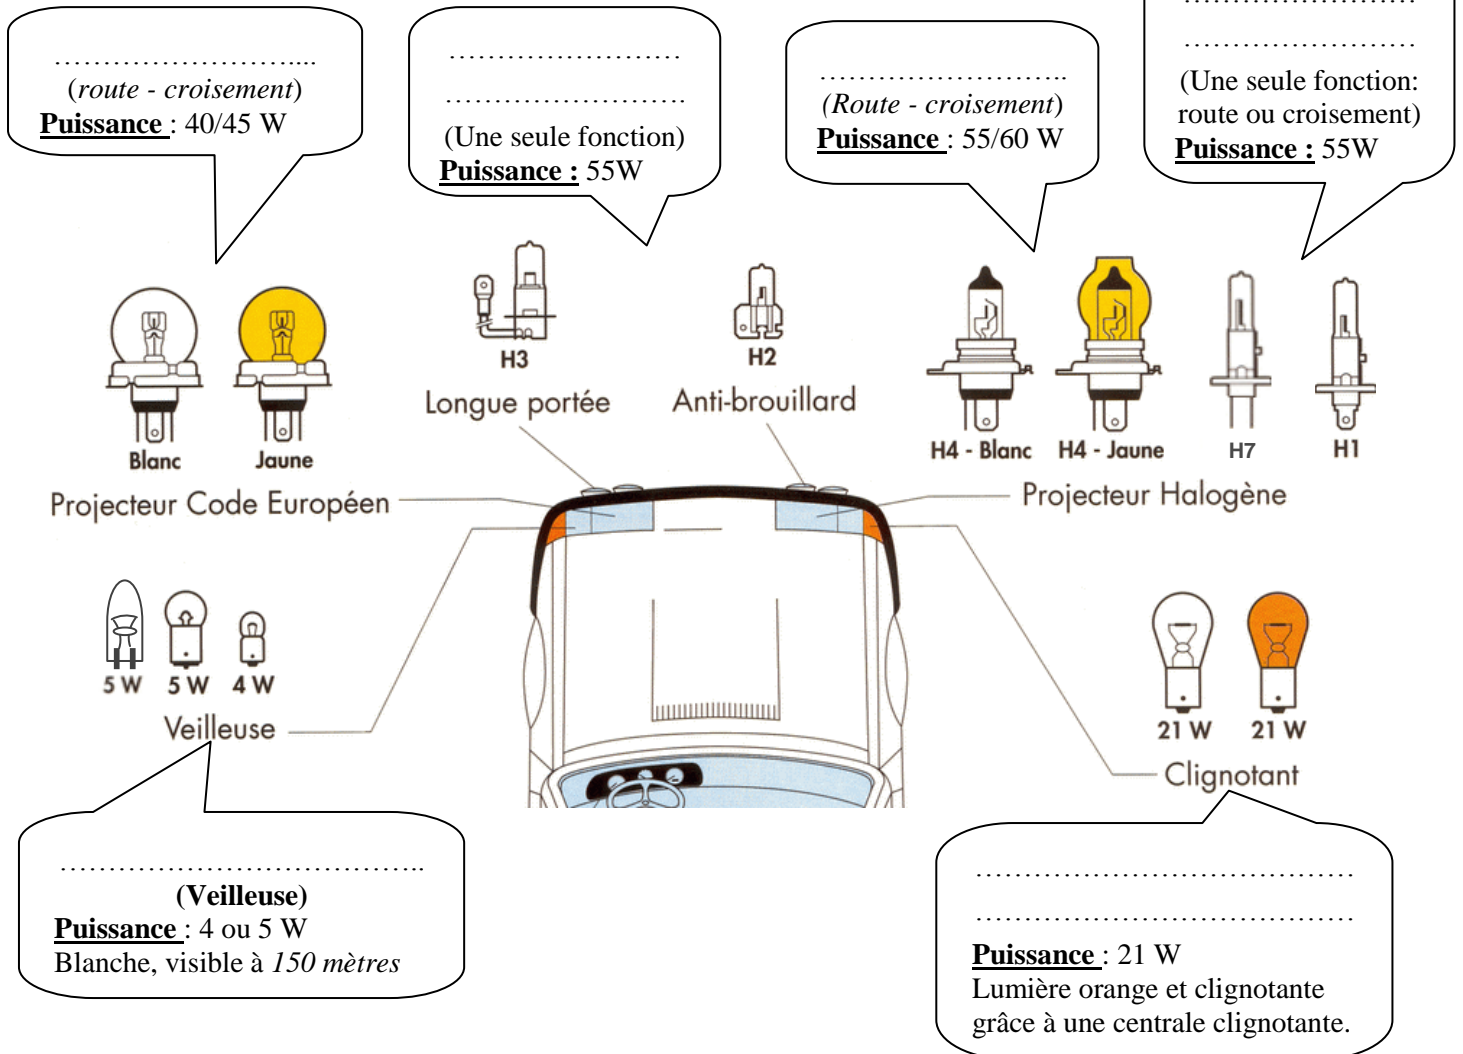 ……………………....
(route - croisement)
Puissance : 40/45 W
……………………
…………………….
(Une seule fonction)
Puissance : 55W
……………………..
(Route - croisement)
Puissance : 55/60 W
……………………
……………………
(Une seule fonction:
route ou croisement)
Puissance : 55W
Blanc
Jaune
Projecteur Code Européen
H3
Longue portée
H2
Anti-brouillard
H4 - Blanc
H4 - Jaune
H7
H1
Projecteur Halogène
5 W
5 W
4 W
Veilleuse
21 W
21 W
Clignotant
………………………………..
(Veilleuse)
Puissance : 4 ou 5 W
Blanche, visible à 150 mètres
…………………………………
…………………………………
Puissance : 21 W
Lumière orange et clignotante
grâce à une centrale clignotante.